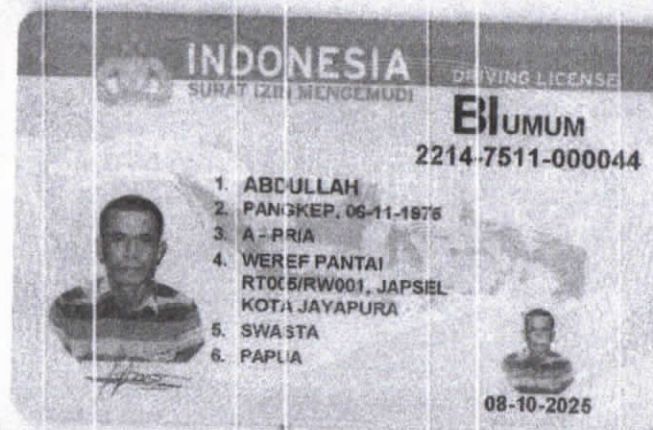 INDONESIA
SURAT IZIN MENGEMUDI
DRIVING LICENSE
BI UMUM
2214-7511-000044
1. ABDULLAH
2. PANGKEP, 06-11-1975
3. A - PRIA
4. WEREF PANTAI
RT005/RW001, JAPSEL
KOTA JAYAPURA
5. SWASTA
6. PAPUA
08-10-2025